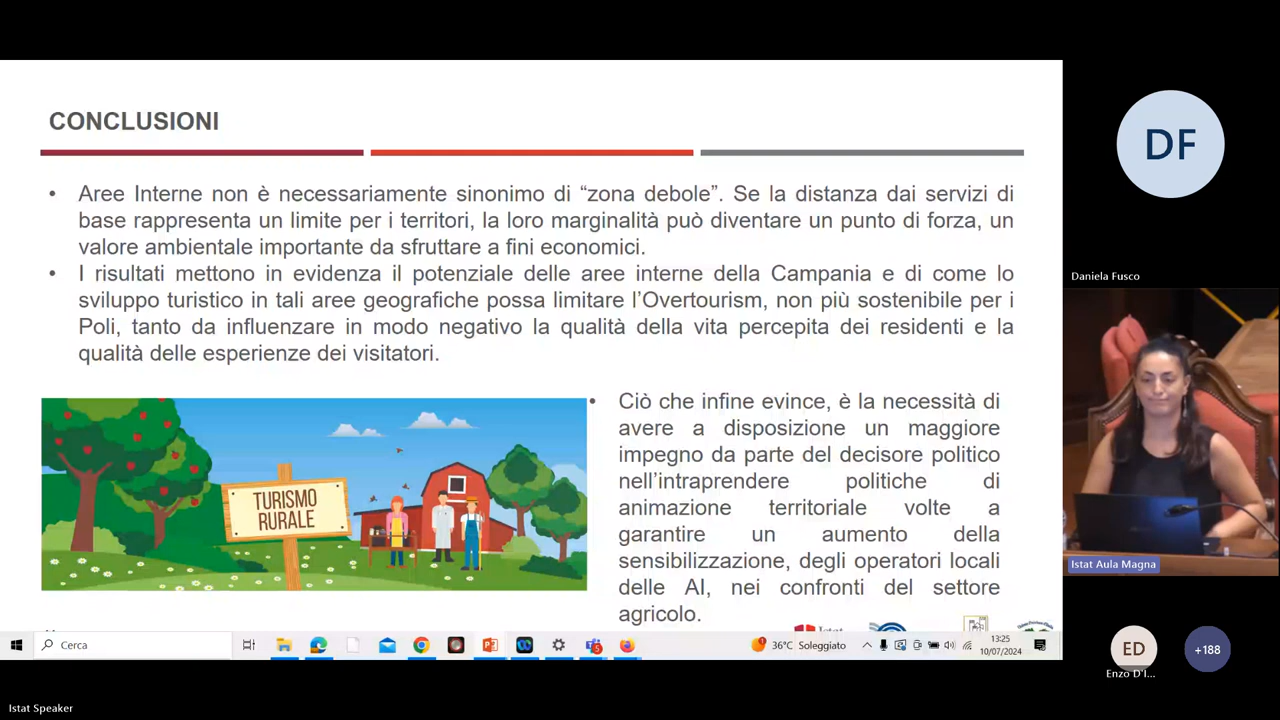 CONCLUSIONI
• Aree Interne non è necessariamente sinonimo di “zona debole”. Se la distanza dai servizi di
base rappresenta un limite per i territori, la loro marginalità può diventare un punto di forza, un
valore ambientale importante da sfruttare a fini economici.
• I risultati mettono in evidenza il potenziale delle aree interne della Campania e di come lo
sviluppo turistico in tali aree geografiche possa limitare l’Overtourism, non più sostenibile per i
Poli, tanto da influenzare in modo negativo la qualità della vita percepita dei residenti e la
qualità delle esperienze dei visitatori.
TURISMO
RURALE
• Ciò che infine evince, è la necessità di
avere a disposizione un maggiore
impegno da parte del decisore politico
nell’intraprendere politiche di
animazione territoriale volte a
garantire un aumento della
sensibilizzazione, degli operatori locali
delle AI, nei confronti del settore
agricolo.
Cerca
36°C Soleggiato
13:25
10/07/2024
Istat Speaker
DF
Daniela Fusco
Istat Aula Magna
ED
Enzo D'I...
+188